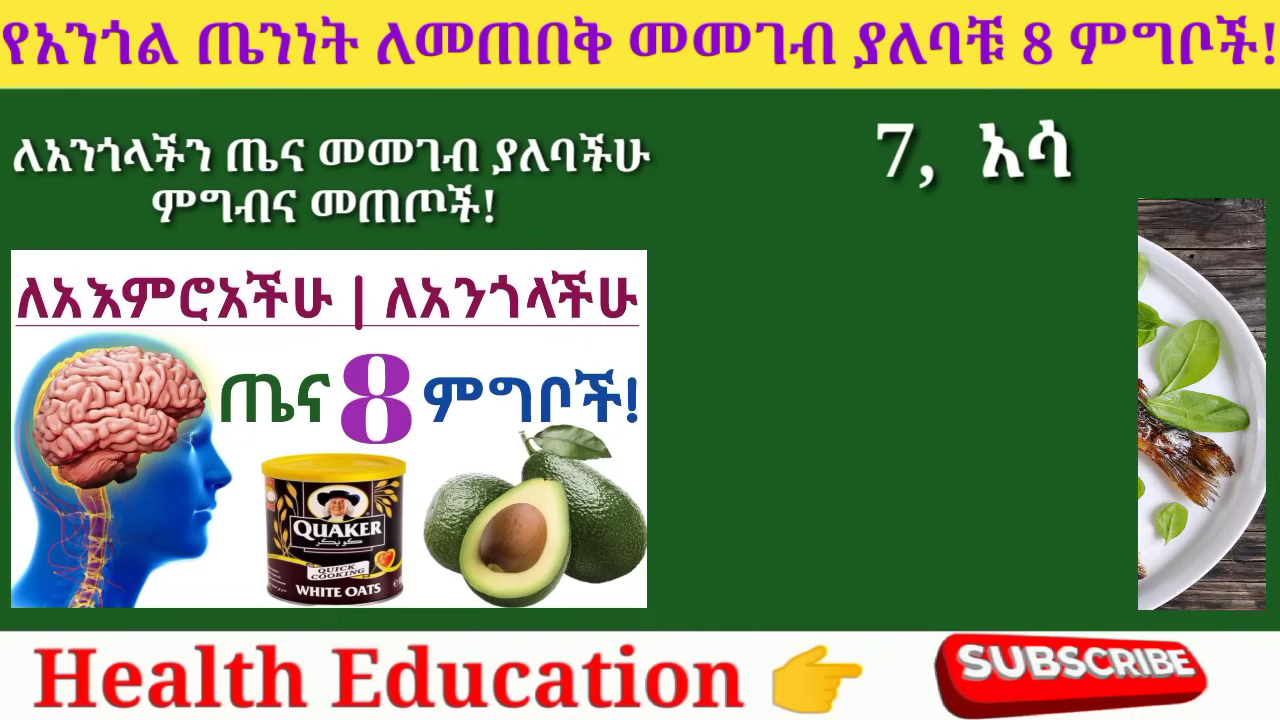 የአንጎል ጤንነት ለመጠበቅ መመገብ ያለባቹ 8 ምግቦች!
ለአንጎላችን ጤና መመገብ ያለባችሁ
ምግብና መጠጦች!
7, አሳ
ለአእምሮአችሁ | ለአንጎላችሁ
ጤና 8 ምግቦች!
QUAKER
كويكر
QUICK
COOKING
WHITE OATS
Health Education
SUBSCRIBE